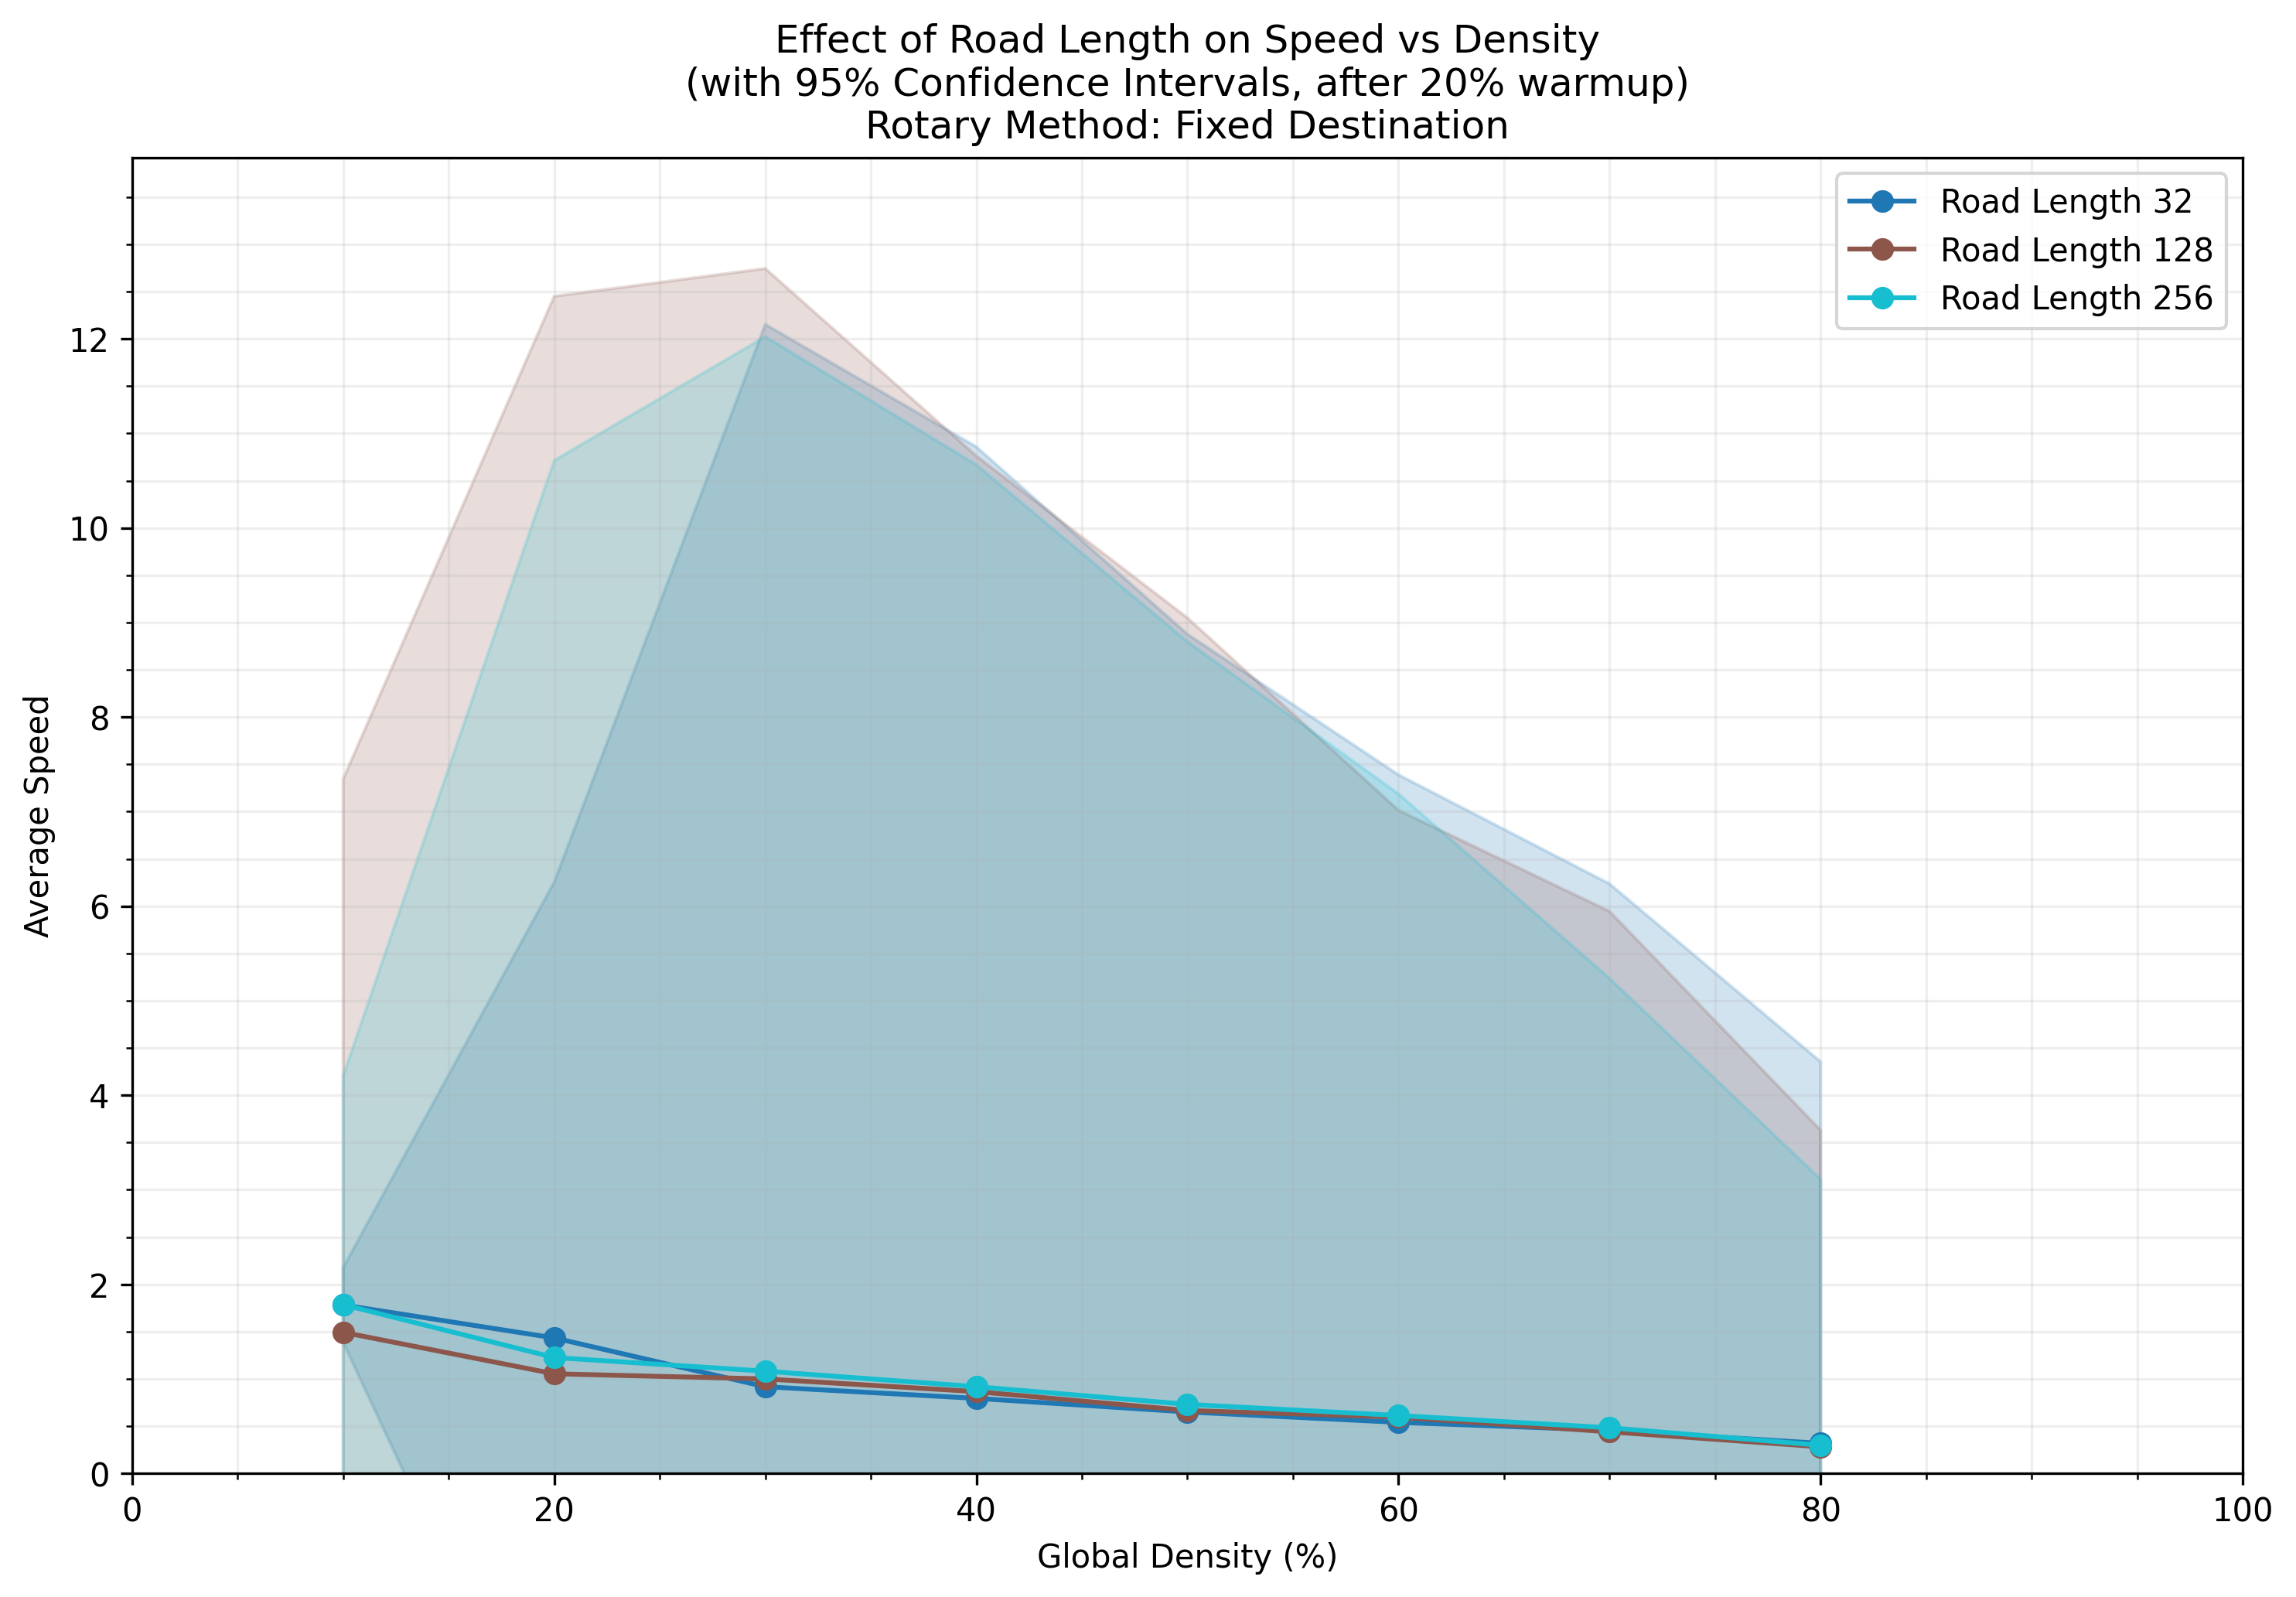 Effect of Road Length on Speed vs Density
(with 95% Confidence Intervals, after 20% warmup)
Rotary Method: Fixed Destination
Road Length 32
Road Length 128
Road Length 256
12
10
8
6
4
2
0
Average Speed
0 20 40 60 80 100
Global Density (%)